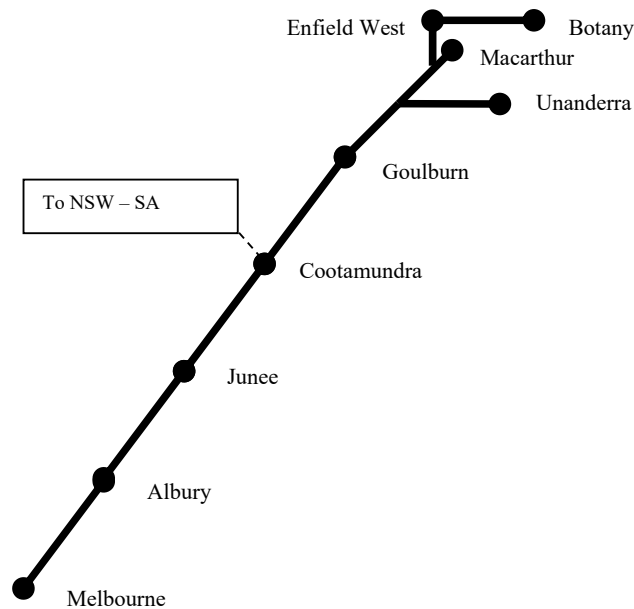 Enfield West
Botany
Macarthur
Unanderra
Goulburn
To NSW – SA
Cootamundra
Junee
Albury
Melbourne